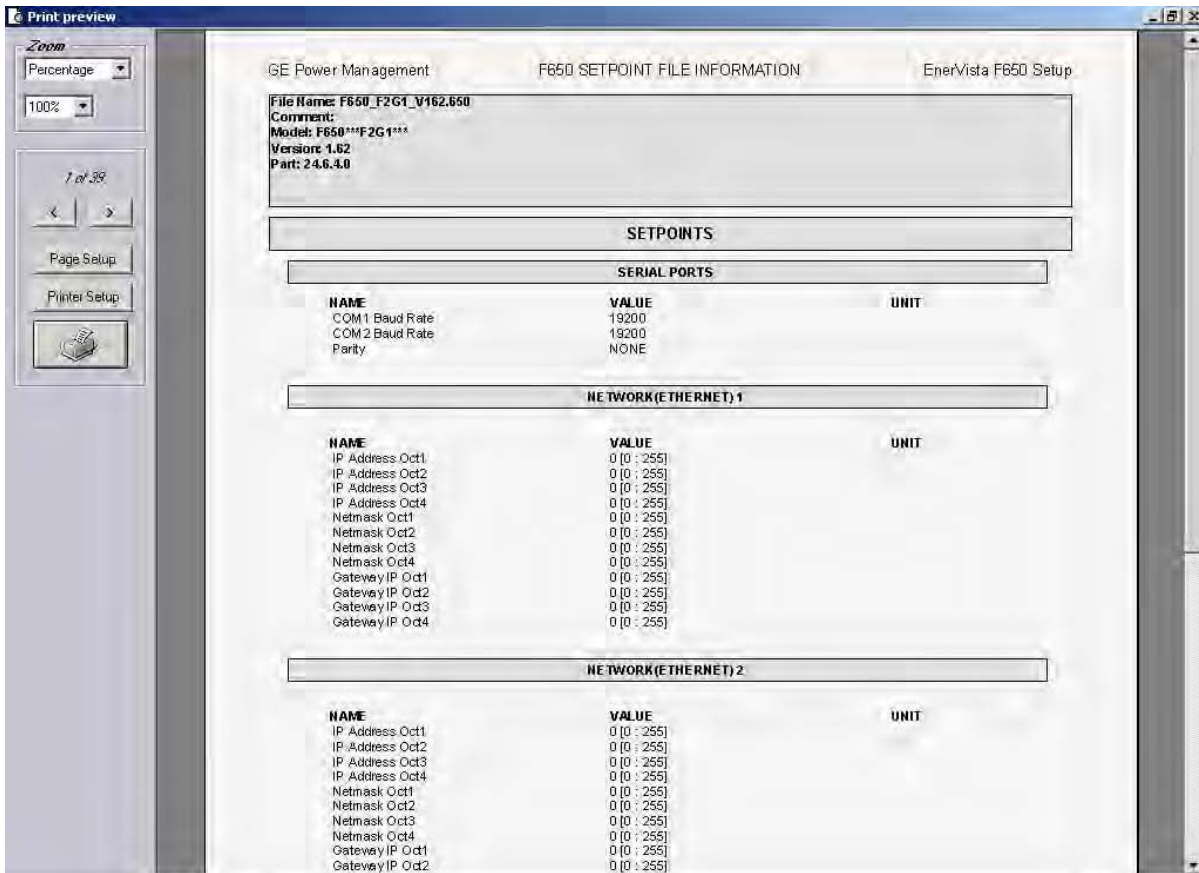 Print preview
Zoom
Percentage
100%
1 of 39
< >
Page Setup
Printer Setup
GE Power Management F650 SETPOINT FILE INFORMATION EnerVista F650 Setup
File Name: F650_F2G1_V162.650
Comment:
Model: F650***F2G1***
Version: 1.62
Part: 24.6.4.0
SETPOINTS
SERIAL PORTS
NAME VALUE UNIT
COM1 Baud Rate 19200
COM2 Baud Rate 19200
Parity NONE
NETWORK(ETHERNET) 1
NAME VALUE UNIT
IP Address Oct1 0 [0 : 255]
IP Address Oct2 0 [0 : 255]
IP Address Oct3 0 [0 : 255]
IP Address Oct4 0 [0 : 255]
Netmask Oct1 0 [0 : 255]
Netmask Oct2 0 [0 : 255]
Netmask Oct3 0 [0 : 255]
Netmask Oct4 0 [0 : 255]
Gateway IP Oct1 0 [0 : 255]
Gateway IP Oct2 0 [0 : 255]
Gateway IP Oct3 0 [0 : 255]
Gateway IP Oct4 0 [0 : 255]
NETWORK(ETHERNET) 2
NAME VALUE UNIT
IP Address Oct1 0 [0 : 255]
IP Address Oct2 0 [0 : 255]
IP Address Oct3 0 [0 : 255]
IP Address Oct4 0 [0 : 255]
Netmask Oct1 0 [0 : 255]
Netmask Oct2 0 [0 : 255]
Netmask Oct3 0 [0 : 255]
Netmask Oct4 0 [0 : 255]
Gateway IP Oct1 0 [0 : 255]
Gateway IP Oct2 0 [0 : 255]